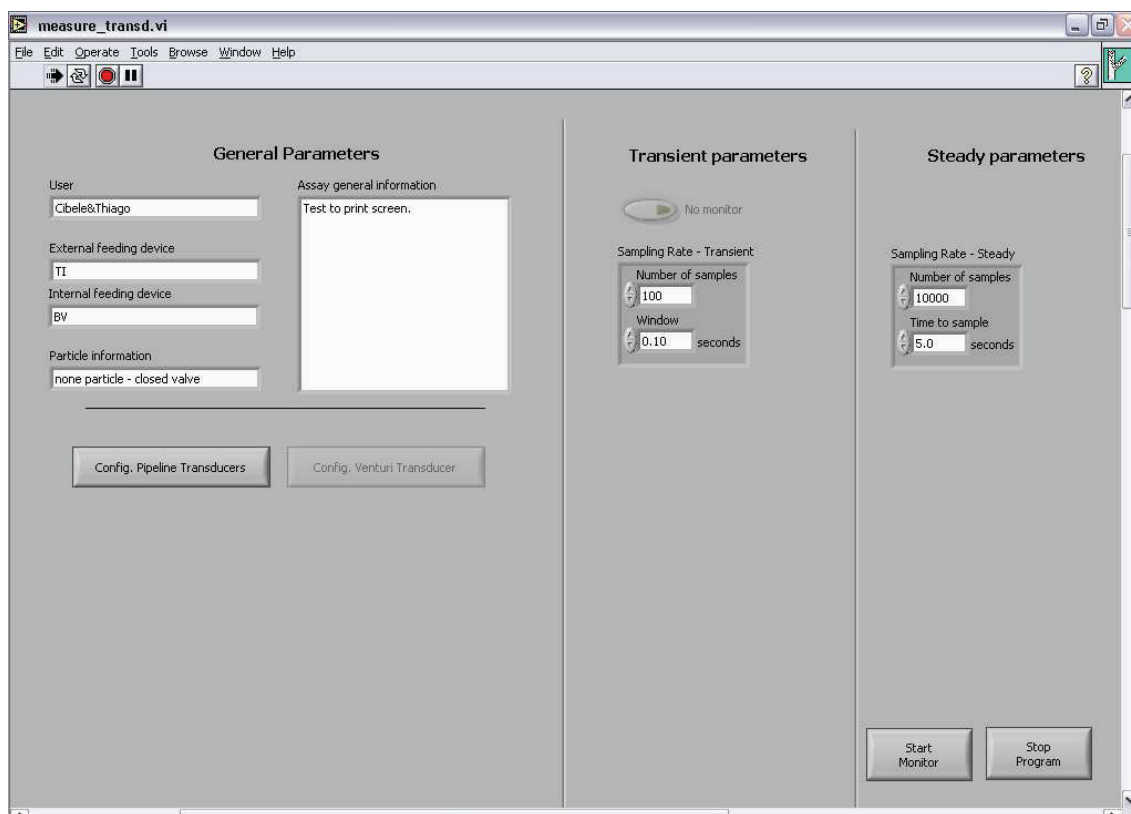 measure_transd.vi
File Edit Operate Tools Browse Window Help
General Parameters
User
Cibele&Thiago
External feeding device
TI
Internal feeding device
BV
Particle information
none particle - closed valve
Assay general information
Test to print screen.
Config. Pipeline Transducers
Config. Venturi Transducer
Transient parameters
No monitor
Sampling Rate - Transient
Number of samples
100
Window
0.10 seconds
Steady parameters
Sampling Rate - Steady
Number of samples
10000
Time to sample
5.0 seconds
Start
Monitor
Stop
Program